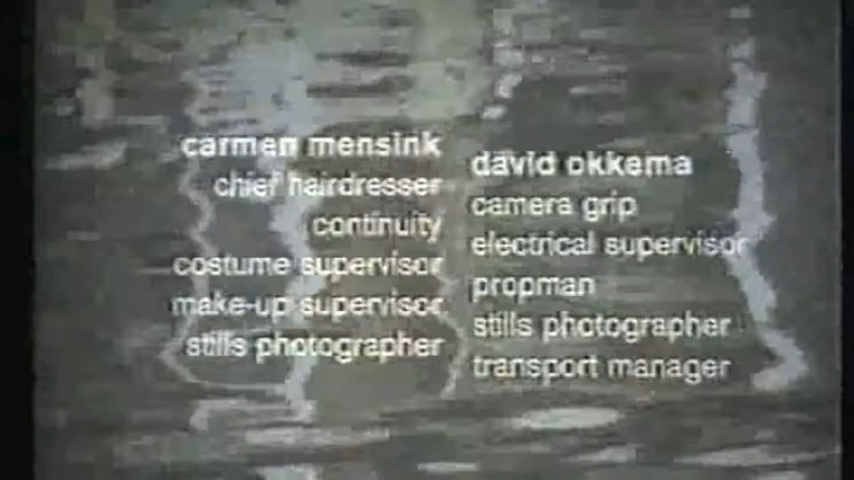 carmen mensink
chief hairdresser
continuity
costume supervisor
make-up supervisor
stills photographer
david okkema
camera grip
electrical supervisor
propman
stills photographer
transport manager